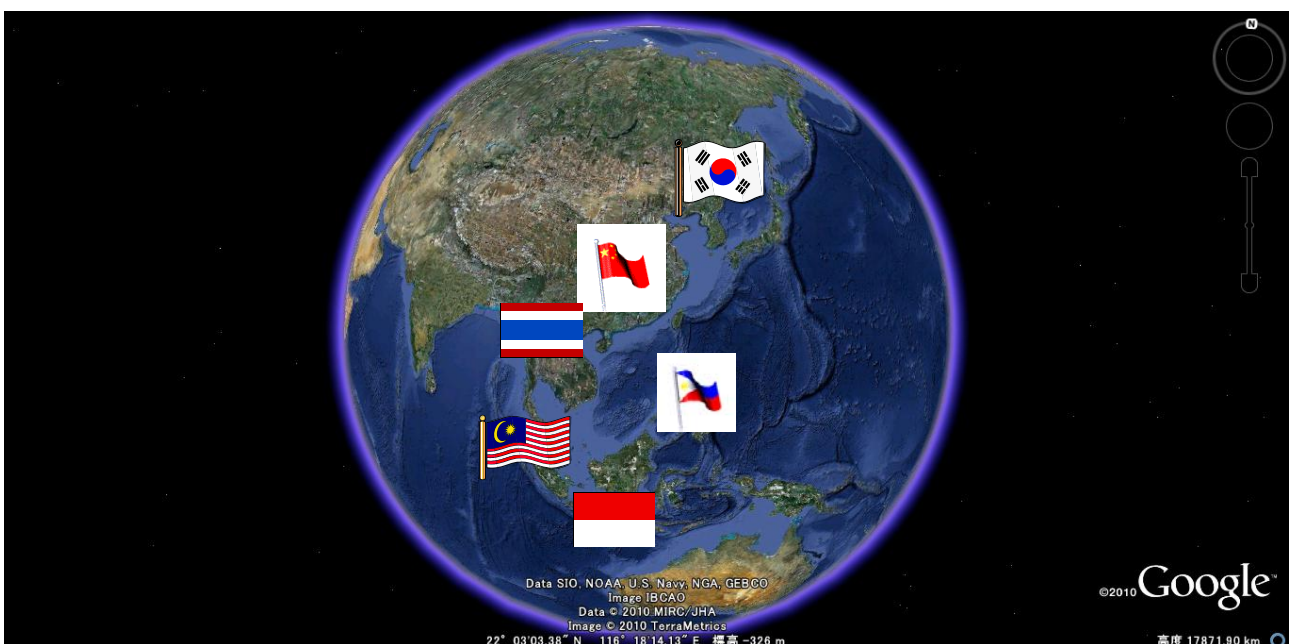 N
Data SIO, NOAA, U.S. Navy, NGA, GEBCO
Image IBCAO
Data © 2010 MIRC/JHA
Image © 2010 TerraMetrics
©2010 Google™
22° 03'03.38" N 116° 18'14.13" E 標高 -326 m
高度 17871.90 km